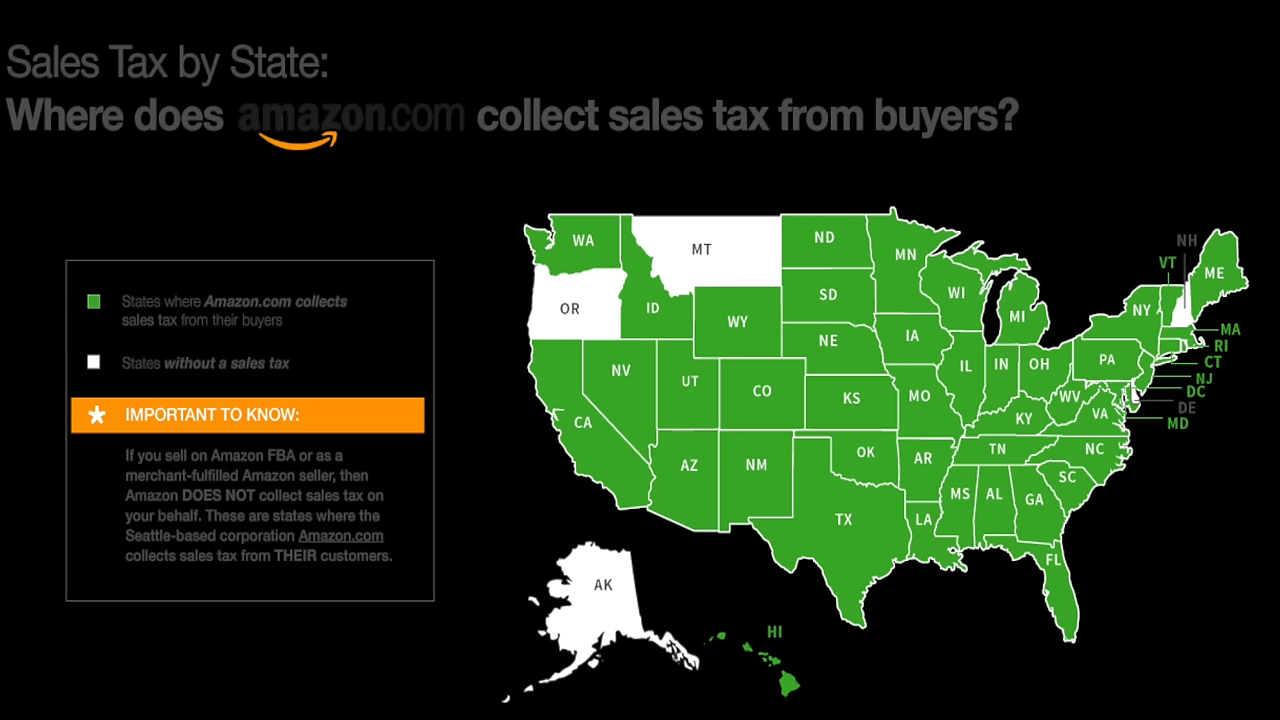 Sales Tax by State:
Where does amazon.com collect sales tax from buyers?
States where Amazon.com collects
sales tax from their buyers
States without a sales tax
* IMPORTANT TO KNOW:
If you sell on Amazon FBA or as a
merchant-fulfilled Amazon seller, then
Amazon DOES NOT collect sales tax on
your behalf. These are states where the
Seattle-based corporation Amazon.com
collects sales tax from THEIR customers.
WA
MT
ND
MN
OR
ID
WY
SD
WI
MI
NY
VT
NH
ME
MA
RI
CT
NJ
DC
DE
MD
NV
UT
CO
NE
IA
IL
IN
OH
PA
CA
KS
MO
KY
WV
VA
AZ
NM
OK
AR
TN
NC
SC
TX
LA
MS
AL
GA
FL
AK
HI